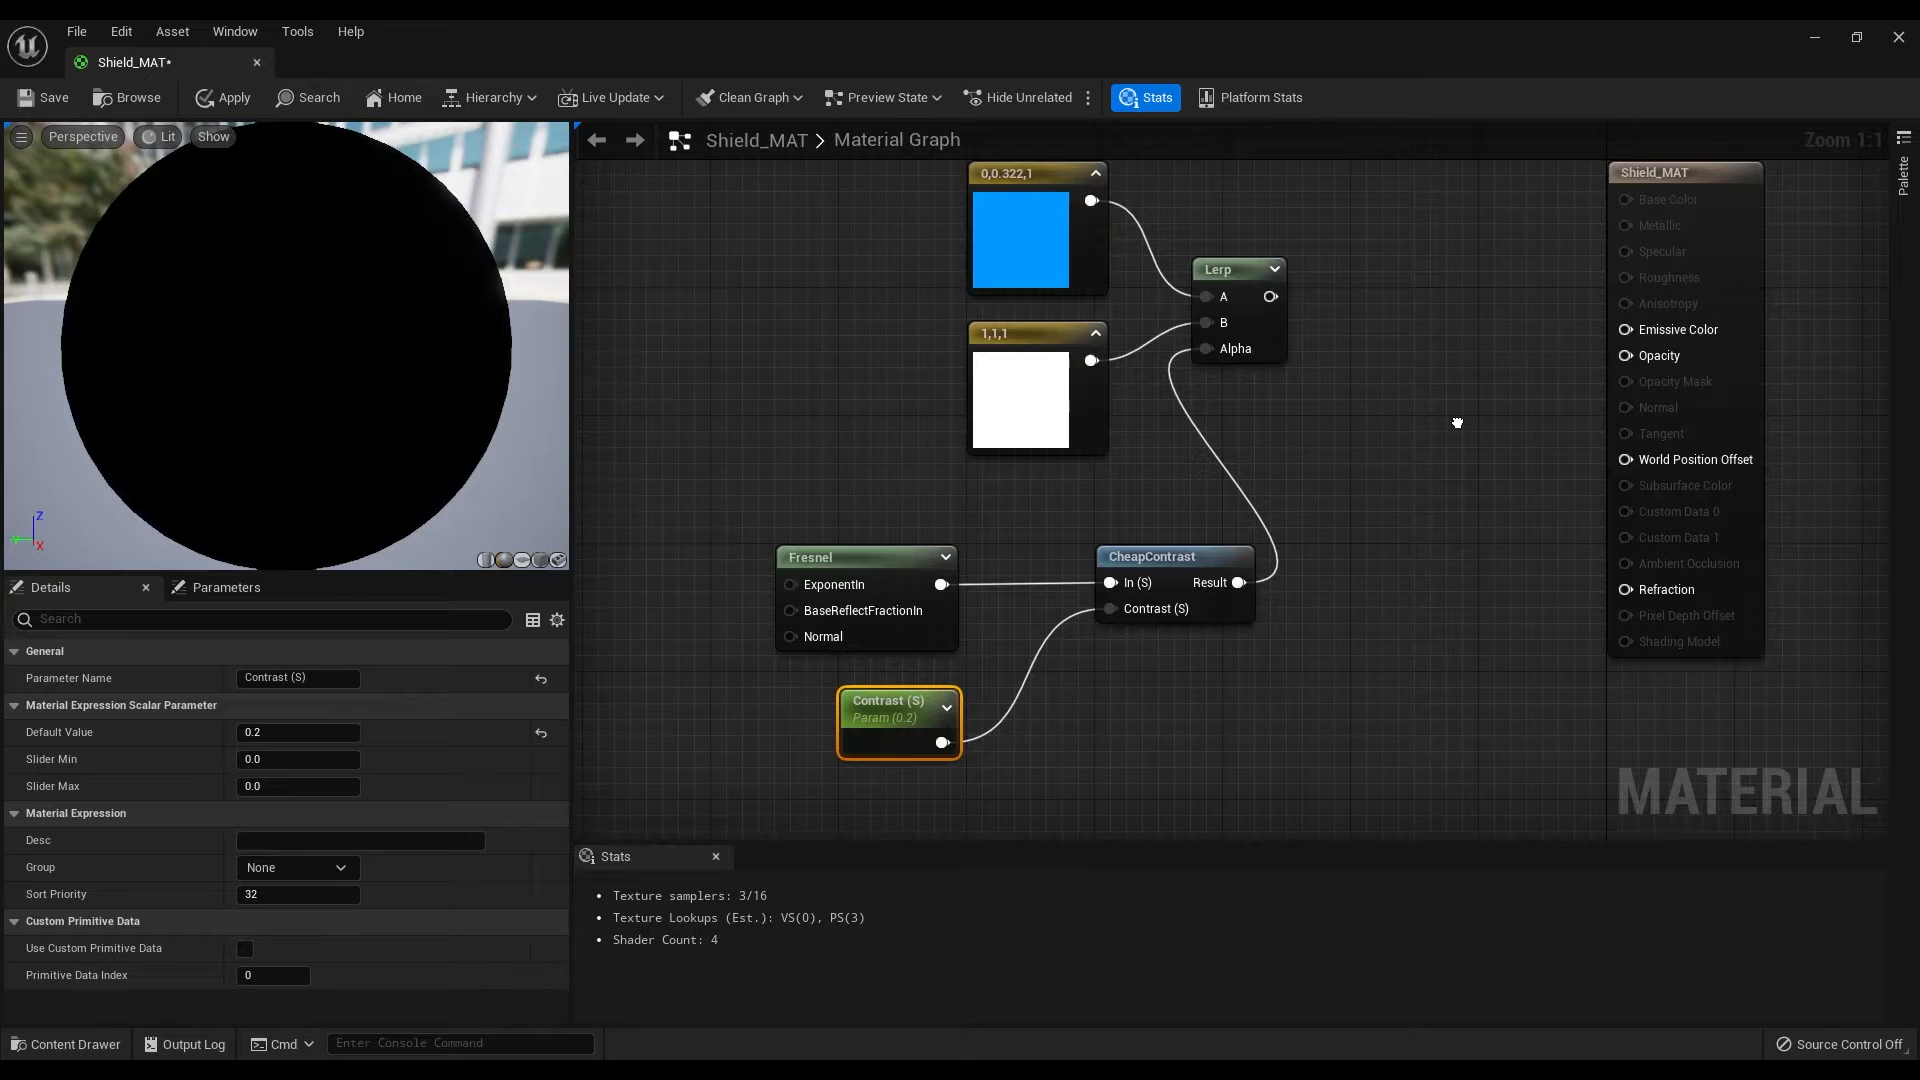 File Edit Asset Window Tools Help
Shield_MAT*
Save Browse Apply Search Home Hierarchy Live Update Clean Graph Preview State Hide Unrelated Stats Platform Stats
Perspective Lit Show
Shield_MAT > Material Graph
Zoom 1:1
Palette
0,0.322,1
1,1,1
Lerp
A
B
Alpha
Fresnel
ExponentIn
BaseReflectFractionIn
Normal
CheapContrast
In (S) Result
Contrast (S)
Contrast (S)
Param (0.2)
Shield_MAT
Base Color
Metallic
Specular
Roughness
Anisotropy
Emissive Color
Opacity
Opacity Mask
Normal
Tangent
World Position Offset
Subsurface Color
Custom Data 0
Custom Data 1
Ambient Occlusion
Refraction
Pixel Depth Offset
Shading Model
MATERIAL
Z
Y
X
Details Parameters
Search
General
Parameter Name Contrast (S)
Material Expression Scalar Parameter
Default Value 0.2
Slider Min 0.0
Slider Max 0.0
Material Expression
Desc
Group None
Sort Priority 32
Custom Primitive Data
Use Custom Primitive Data
Primitive Data Index 0
Stats
Texture samplers: 3/16
Texture Lookups (Est.): VS(0), PS(3)
Shader Count: 4
Content Drawer Output Log Cmd Enter Console Command Source Control Off